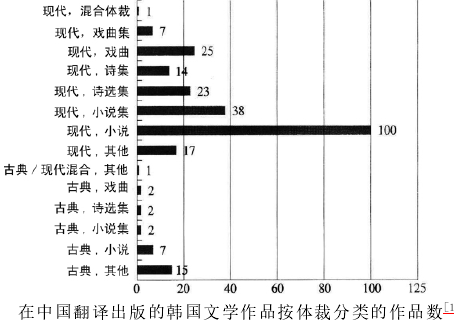 现代，混合体裁 1
现代，戏曲集 7
现代，戏曲 25
现代，诗集 14
现代，诗选集 23
现代，小说集 38
现代，小说 100
现代，其他 17
古典/现代混合，其他 1
古典，戏曲 2
古典，诗选集 2
古典，小说集 2
古典，小说 7
古典，其他 15
0 20 40 60 80 100 125
在中国翻译出版的韩国文学作品按体裁分类的作品数[1